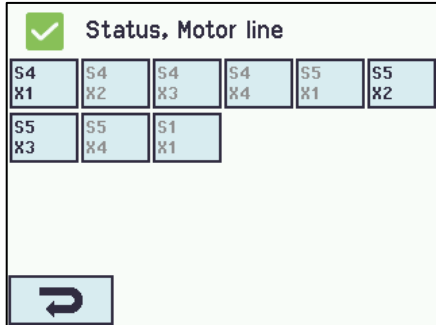 Status, Motor line
S4 S4 S4 S4 S5 S5
X1 X2 X3 X4 X1 X2
S5 S5 S1
X3 X4 X1